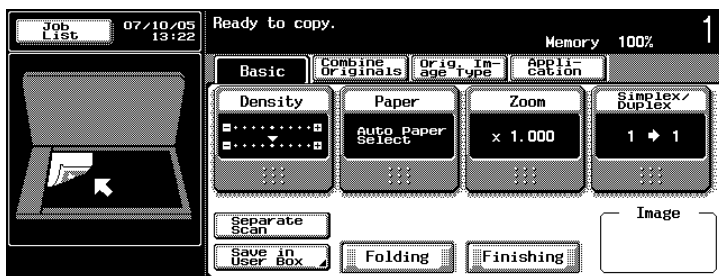 Job
List
07/10/05
13:22
Ready to copy.
Memory 100%
1
Basic
Combine
Originals
Orig. Im-
age Type
Appli-
cation
Density
Paper
Zoom
Simplex/
Duplex
Auto Paper
Select
× 1.000
1 → 1
Separate
Scan
Save in
User Box
Folding
Finishing
Image